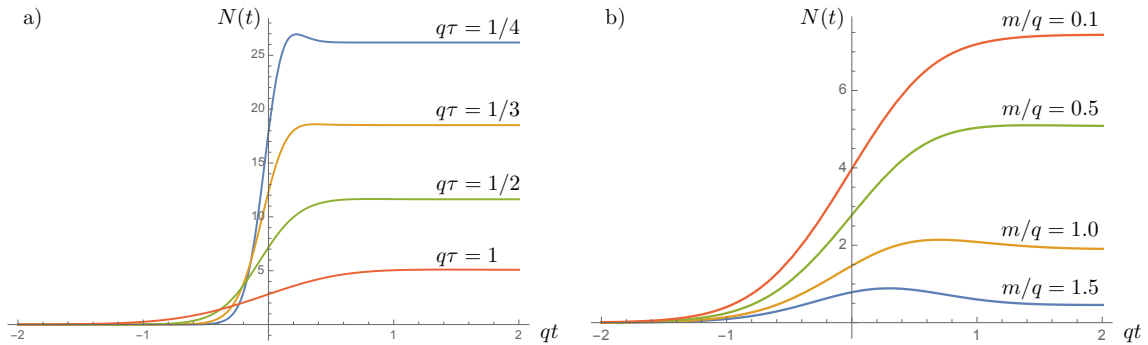 a)
N(t)
qτ = 1/4
25
qτ = 1/3
20
15
qτ = 1/2
10
5
qτ = 1
-2
-1
1
2
qt
b)
N(t)
m/q = 0.1
6
m/q = 0.5
4
m/q = 1.0
2
m/q = 1.5
-2
-1
1
2
qt